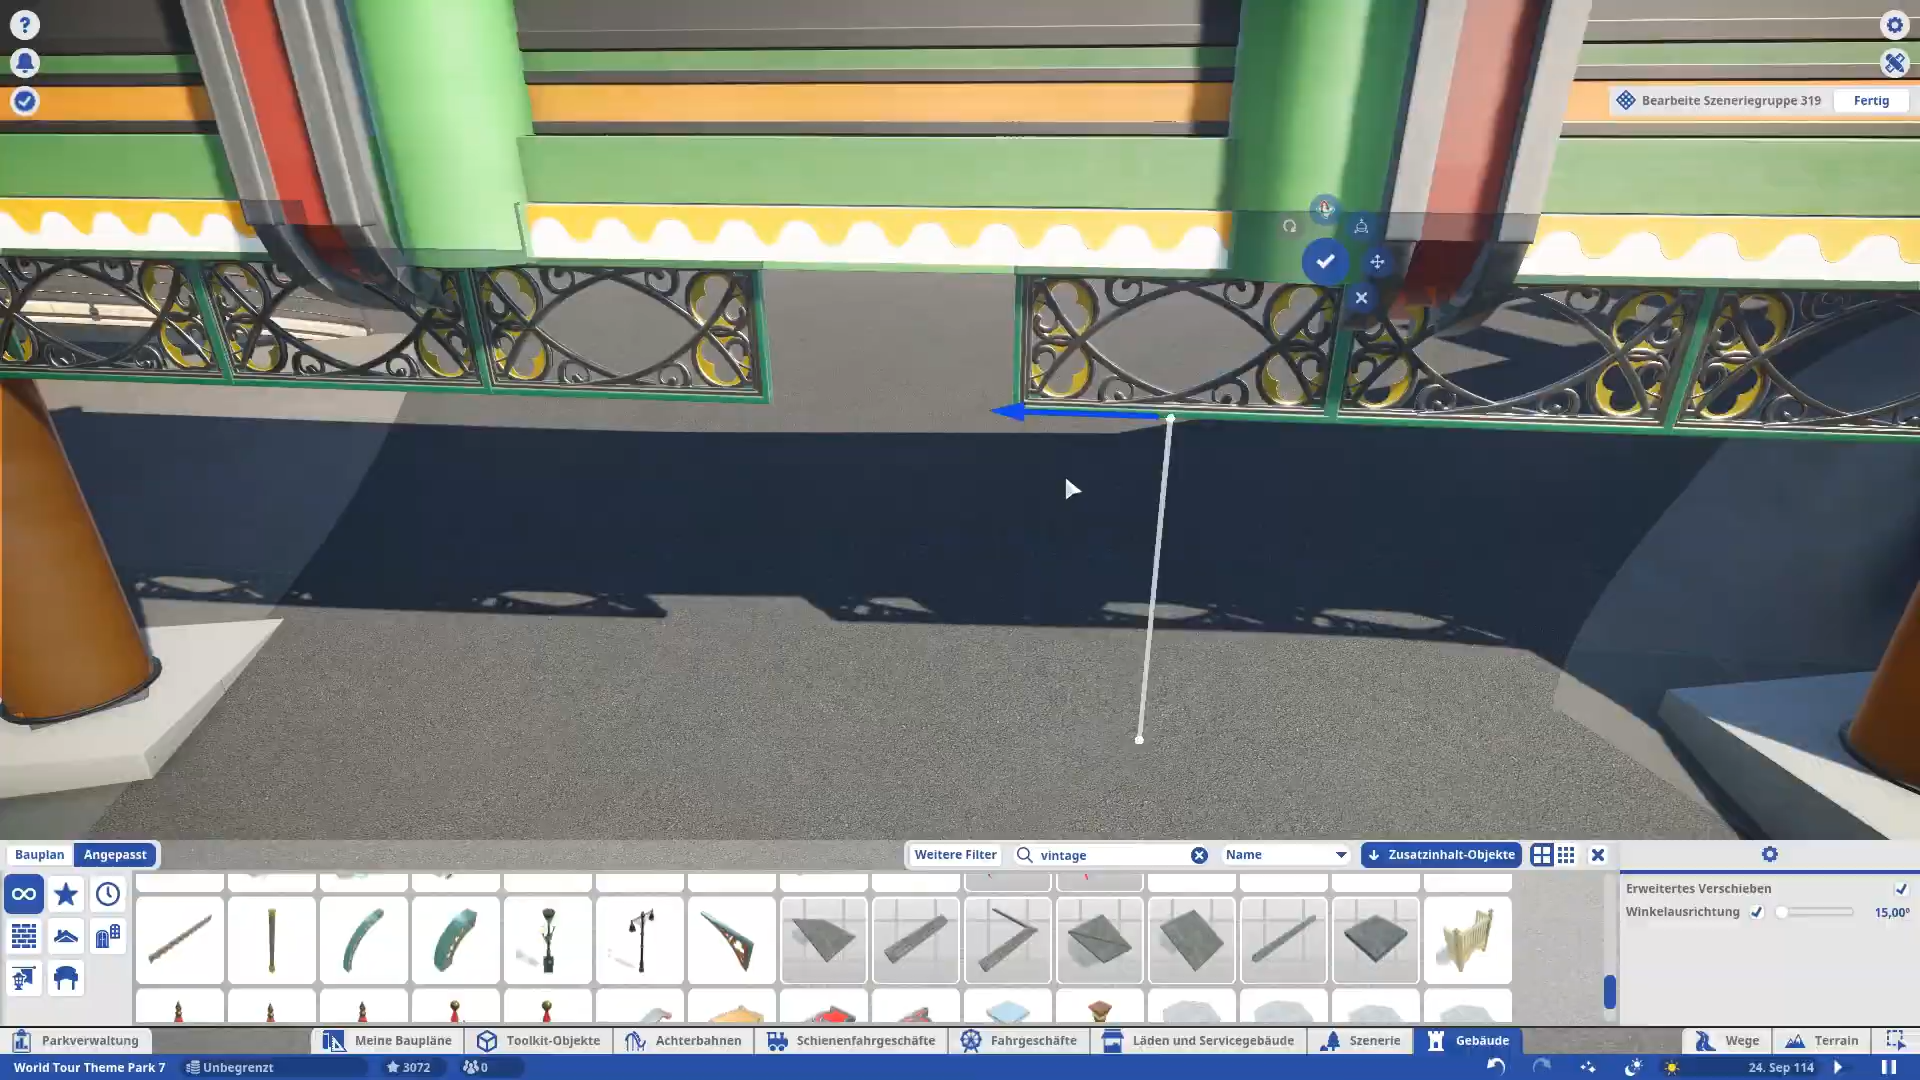 ?
Bearbeite Szeneriegruppe 319
Fertig
Bauplan
Angepasst
Weitere Filter
vintage
Name
Zusatzinhalt-Objekte
Erweitertes Verschieben
Winkelausrichtung
15,00°
Parkverwaltung
Meine Baupläne
Toolkit-Objekte
Achterbahnen
Schienenfahrgeschäfte
Fahrgeschäfte
Läden und Servicegebäude
Szenerie
Gebäude
Wege
Terrain
World Tour Theme Park 7
Unbegrenzt
3072
0
24. Sep 114